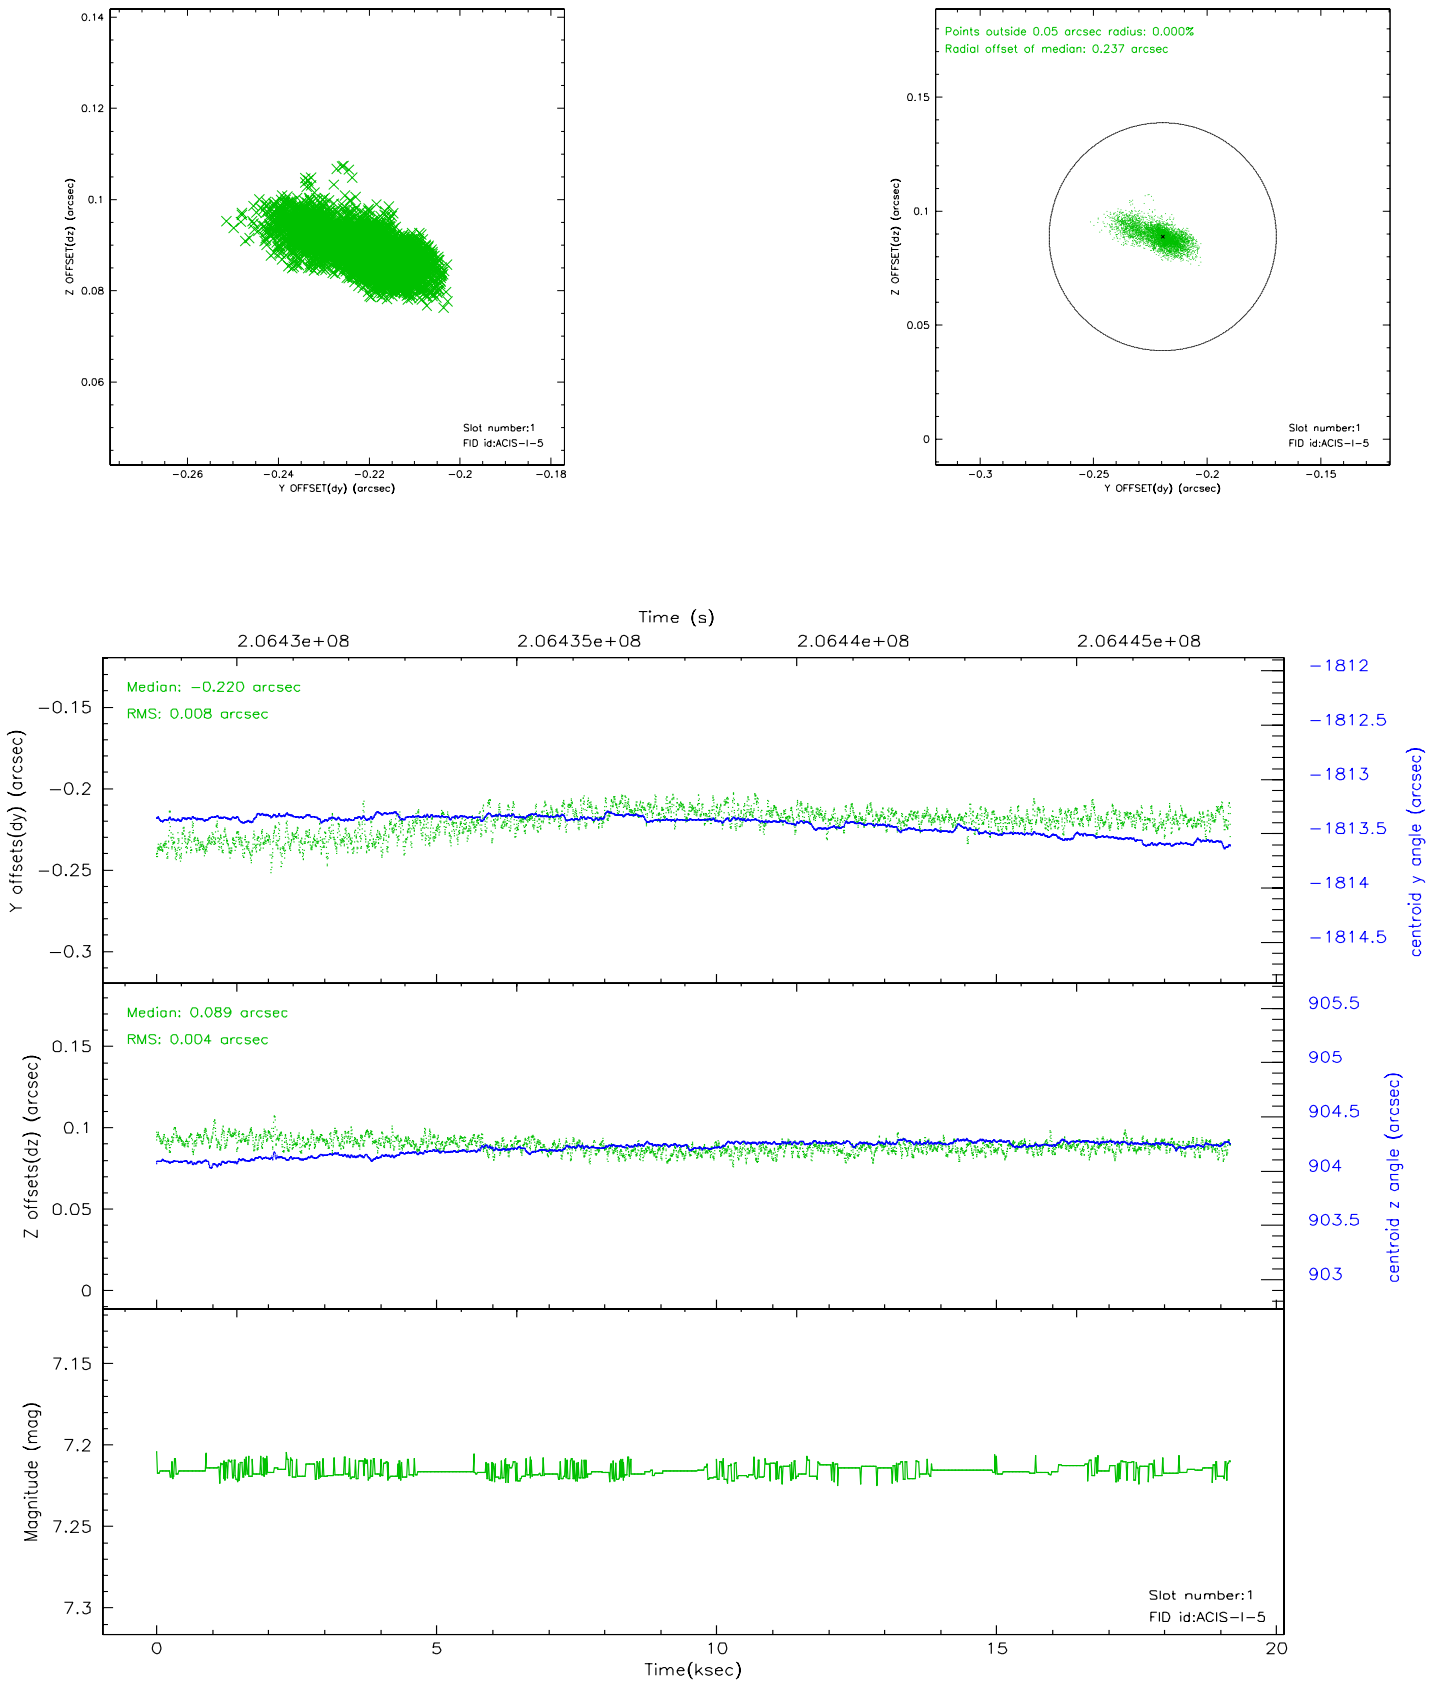 0.14
0.12
0.1
0.08
0.06
Z OFFSET(dz) (arcsec)
Slot number:1
FID id:ACIS-I-5
-0.26
-0.24
-0.22
-0.2
-0.18
Y OFFSET(dy) (arcsec)
Points outside 0.05 arcsec radius: 0.000%
Radial offset of median: 0.237 arcsec
0.15
0.1
0.05
0
Z OFFSET(dz) (arcsec)
Slot number:1
FID id:ACIS-I-5
-0.3
-0.25
-0.2
-0.15
Y OFFSET(dy) (arcsec)
Time (s)
2.0643e+08
2.06435e+08
2.0644e+08
2.06445e+08
Median: -0.220 arcsec
RMS: 0.008 arcsec
-0.15
-0.2
-0.25
-0.3
Y offsets(dy) (arcsec)
-1812
-1812.5
-1813
-1813.5
-1814
-1814.5
centroid y angle (arcsec)
Median: 0.089 arcsec
RMS: 0.004 arcsec
0.15
0.1
0.05
0
Z offsets(dz) (arcsec)
905.5
905
904.5
904
903.5
903
centroid z angle (arcsec)
7.15
7.2
7.25
7.3
Magnitude (mag)
Slot number:1
FID id:ACIS-I-5
0
5
10
15
20
Time(ksec)